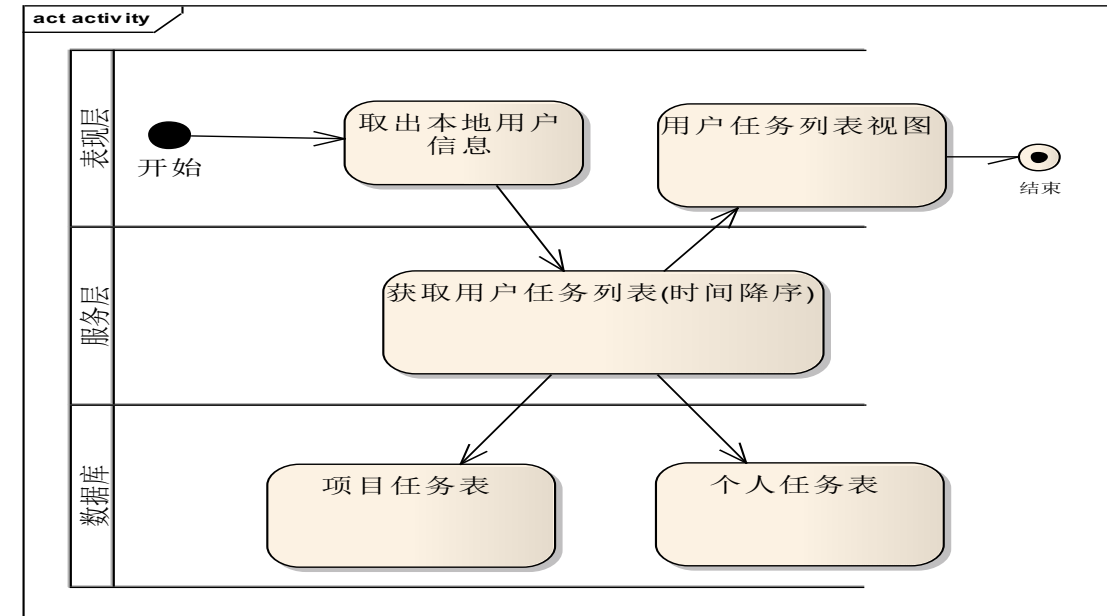 act activity
表现层
开始
取出本地用户
信息
用户任务列表视图
结束
服务层
获取用户任务列表(时间降序)
数据库
项目任务表
个人任务表